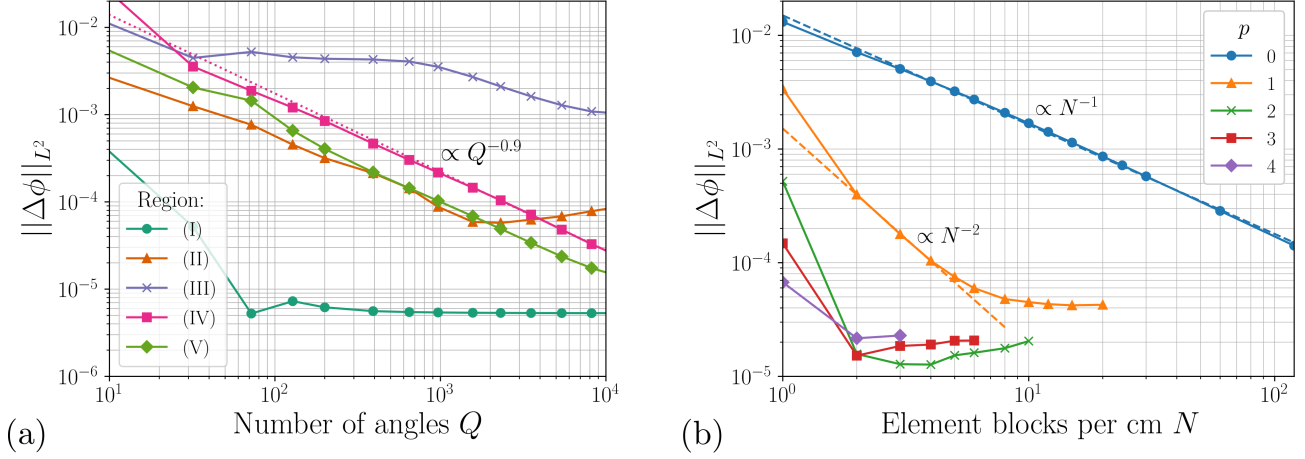 ||Δϕ||_{L^2}
10^{-2}
10^{-3}
10^{-4}
10^{-5}
10^{-6}
∝ Q^{-0.9}
Region:
(I)
(II)
(III)
(IV)
(V)
10^1
10^2
10^3
10^4
Number of angles Q
(a)
||Δϕ||_{L^2}
10^{-2}
10^{-3}
10^{-4}
10^{-5}
p
0
1
2
3
4
∝ N^{-1}
∝ N^{-2}
10^0
10^1
10^2
Element blocks per cm N
(b)